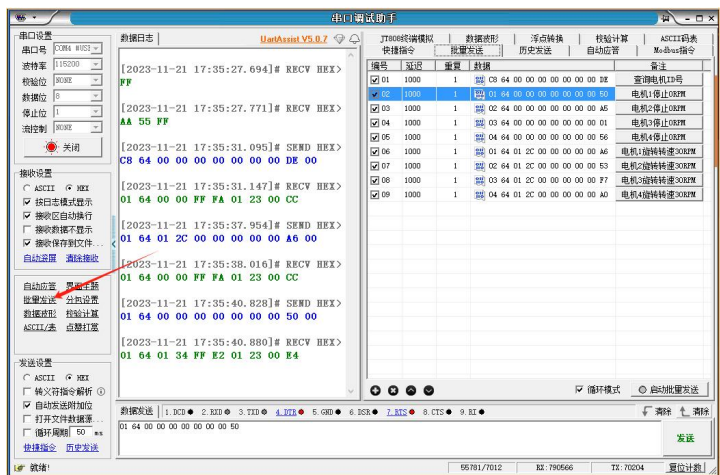 串口调试助手
串口设置
串口号 COM4 #USB
波特率 115200
校验位 NONE
数据位 8
停止位 1
流控制 NONE
关闭
接收设置
ASCII HEX
按日志模式显示
接收区自动换行
接收数据不显示
接收保存到文件...
自动滚屏 清除接收
自动应答 界面主题
批量发送 分包设置
数据波形 校验计算
ASCII/表 点赞打赏
发送设置
ASCII HEX
转义符指令解析
自动发送附加位
打开文件数据源...
循环周期 50 ms
快捷指令 历史发送
数据日志 UartAssist V5.0.7
[2023-11-21 17:35:27.694]# RECV HEX>
FF
[2023-11-21 17:35:27.771]# RECV HEX>
AA 55 FF
[2023-11-21 17:35:31.095]# SEND HEX>
C8 64 00 00 00 00 00 00 DE 00
[2023-11-21 17:35:31.147]# RECV HEX>
01 64 00 00 FF FA 01 23 00 CC
[2023-11-21 17:35:37.954]# SEND HEX>
01 64 01 2C 00 00 00 00 A6 00
[2023-11-21 17:35:38.016]# RECV HEX>
01 64 00 00 FF FA 01 23 00 CC
[2023-11-21 17:35:40.828]# SEND HEX>
01 64 00 00 00 00 00 00 50 00
[2023-11-21 17:35:40.880]# RECV HEX>
01 64 01 34 FF E2 01 23 00 E4
JT808终端模拟 数据波形 浮点转换 校验计算 ASCII码表
快捷指令 批量发送 历史发送 自动应答 Modbus指令
编号 延迟 重复 数据 备注
01 1000 1 C8 64 00 00 00 00 00 00 00 DE 查询电机ID号
02 1000 1 01 64 00 00 00 00 00 00 00 50 电机1停止0RPM
03 1000 1 02 64 00 00 00 00 00 00 00 A5 电机2停止0RPM
04 1000 1 03 64 00 00 00 00 00 00 00 01 电机3停止0RPM
05 1000 1 04 64 00 00 00 00 00 00 00 56 电机4停止0RPM
06 1000 1 01 64 01 2C 00 00 00 00 00 A6 电机1旋转转速30RPM
07 1000 1 02 64 01 2C 00 00 00 00 00 53 电机2旋转转速30RPM
08 1000 1 03 64 01 2C 00 00 00 00 00 F7 电机3旋转转速30RPM
09 1000 1 04 64 01 2C 00 00 00 00 00 A0 电机4旋转转速30RPM
循环模式 启动批量发送
数据发送 1.DCD 2.RXD 3.TXD 4.DTR 5.GND 6.DSR 7.RTS 8.CTS 9.RI 清除 清除
01 64 00 00 00 00 00 00 00 50
发送
就绪! 55781/7012 RX:790566 TX:70204 复位计数